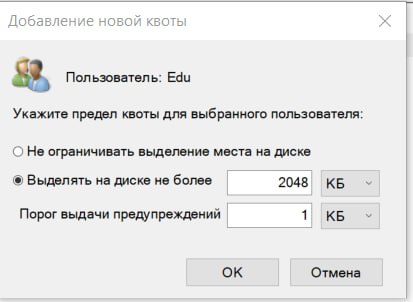 Добавление новой квоты
Пользователь: Edu
Укажите предел квоты для выбранного пользователя:
Не ограничивать выделение места на диске
Выделять на диске не более 2048 КБ
Порог выдачи предупреждений 1 КБ
OK Отмена